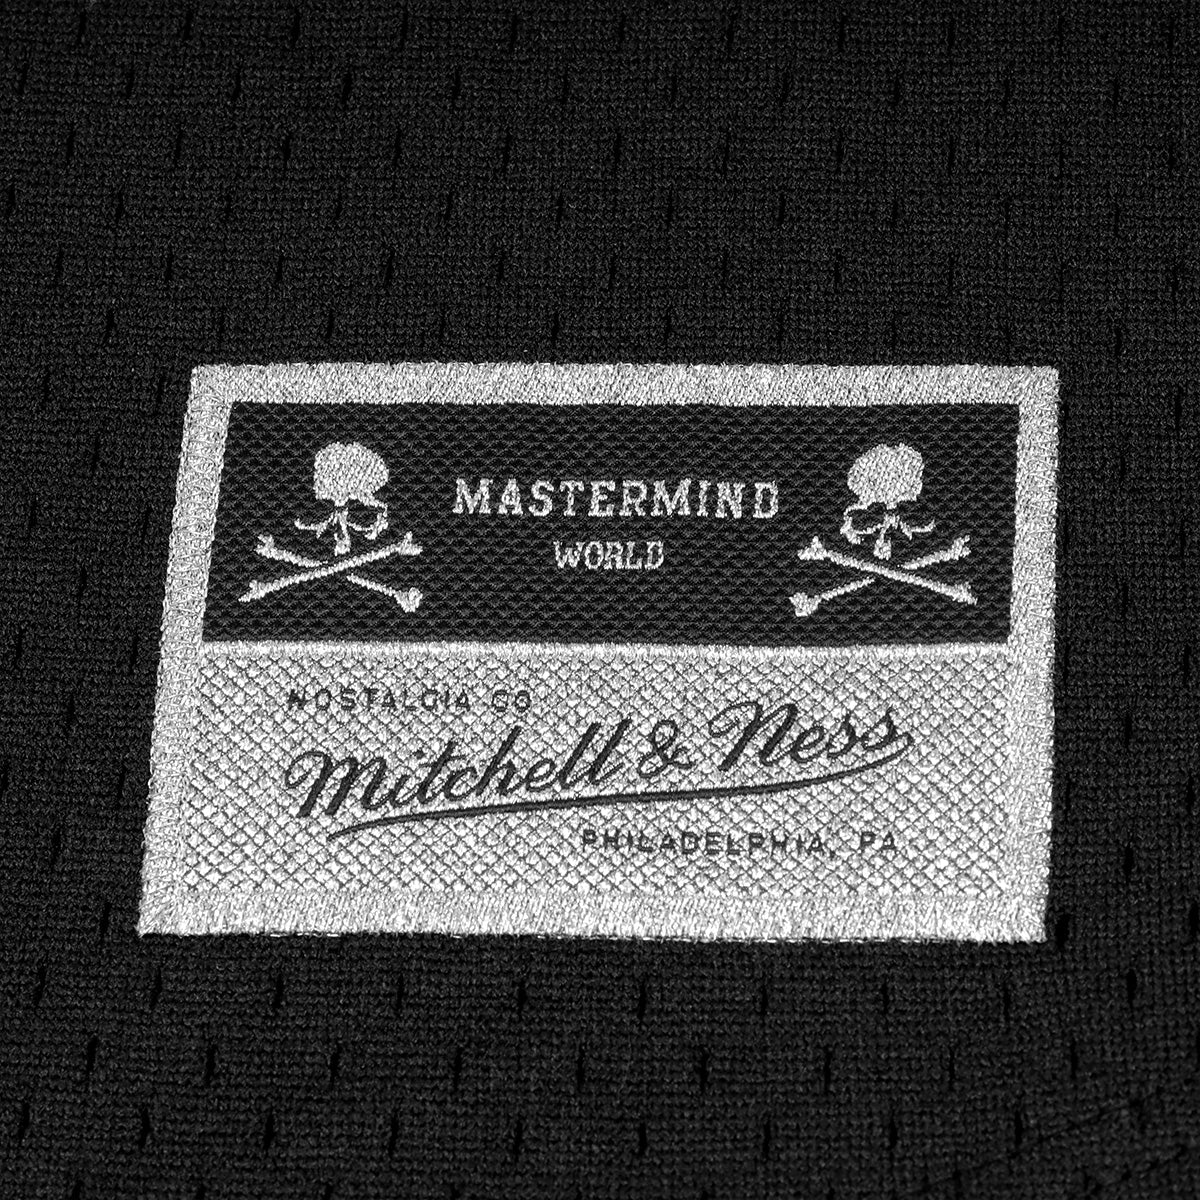 MASTERMIND
WORLD
NOSTALGIA CO
Mitchell & Ness
PHILADELPHIA, PA